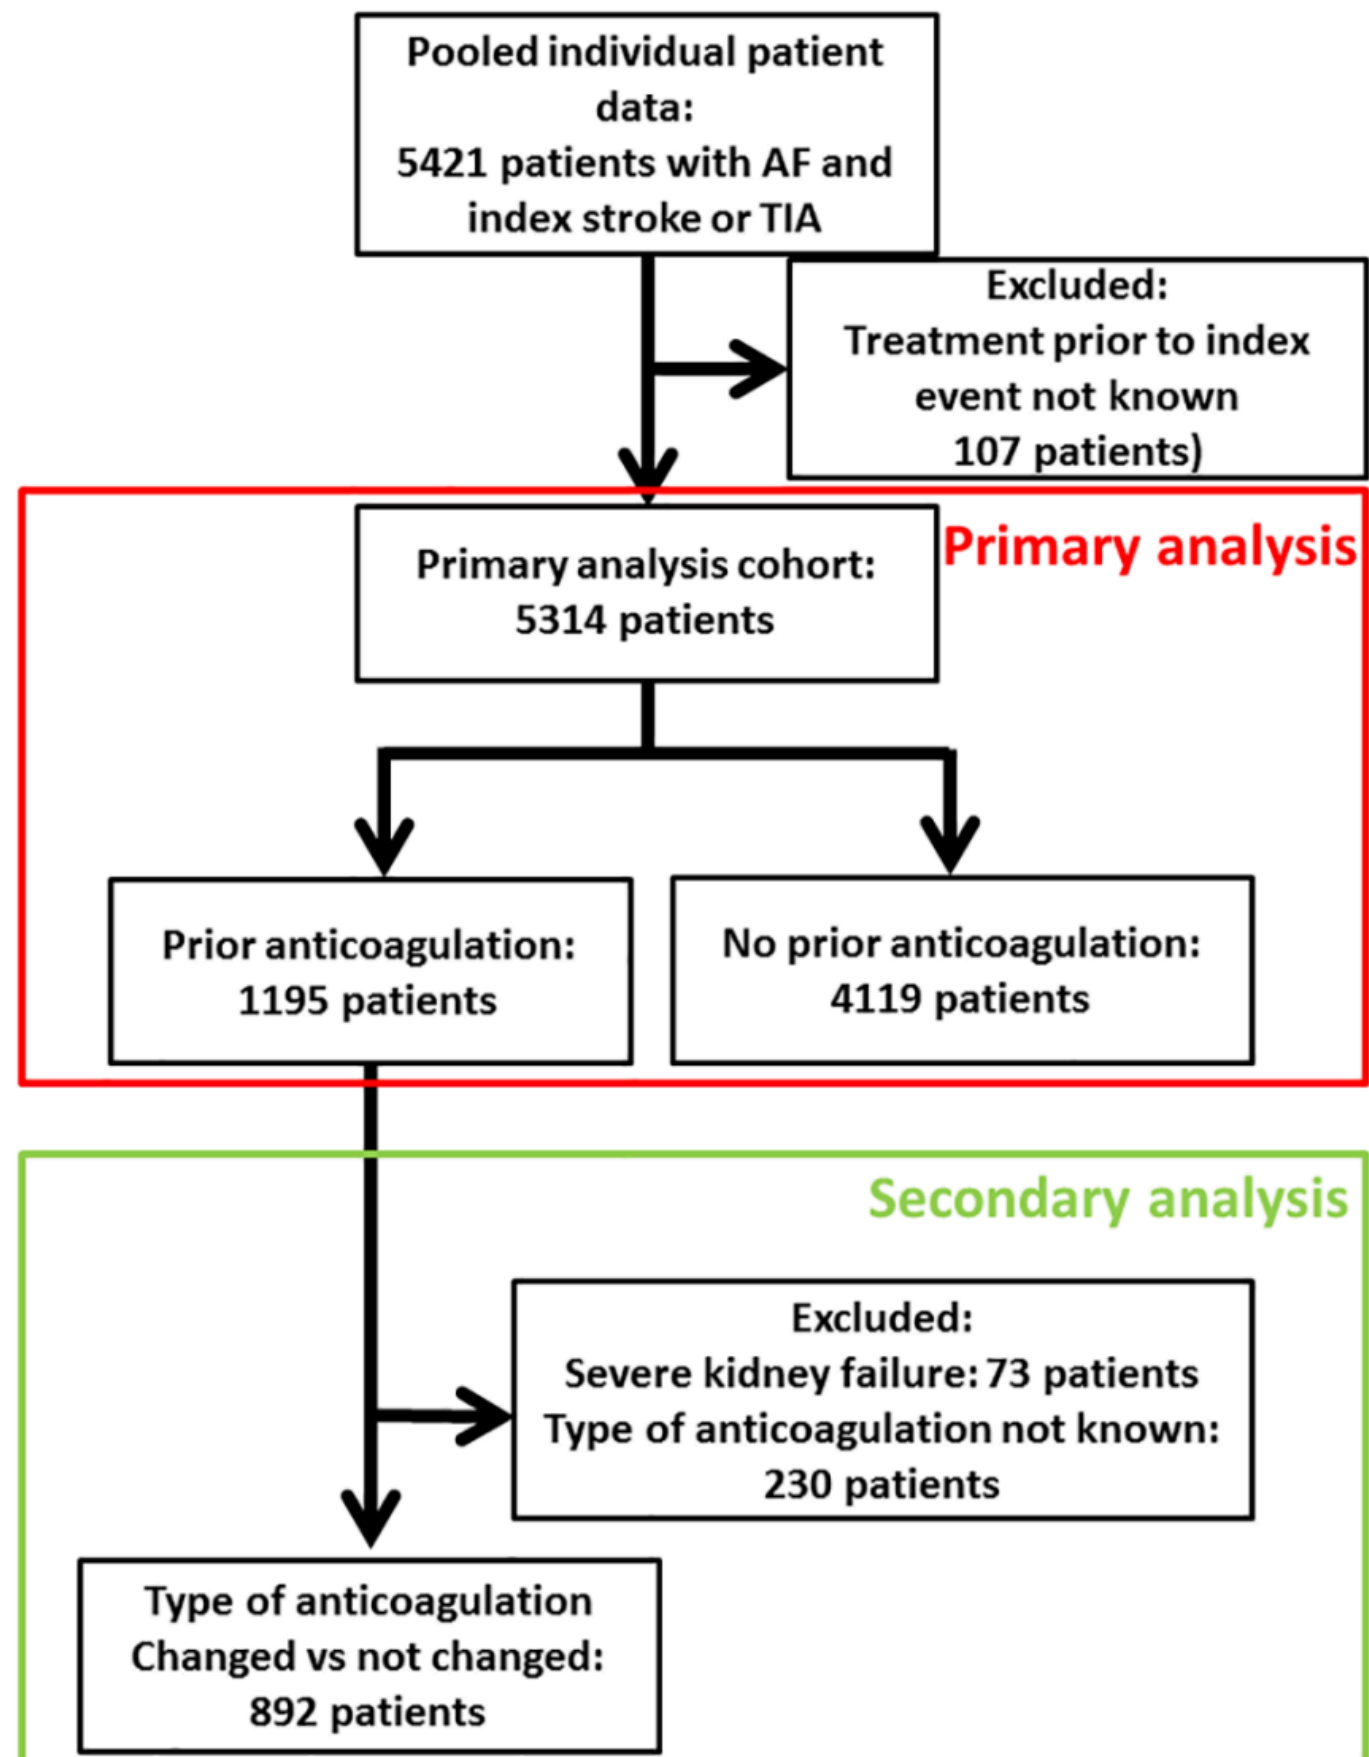 Pooled individual patient
data:
5421 patients with AF and
index stroke or TIA
Excluded:
Treatment prior to index
event not known
107 patients)
Primary analysis
Primary analysis cohort:
5314 patients
Prior anticoagulation:
1195 patients
No prior anticoagulation:
4119 patients
Secondary analysis
Excluded:
Severe kidney failure: 73 patients
Type of anticoagulation not known:
230 patients
Type of anticoagulation
Changed vs not changed:
892 patients